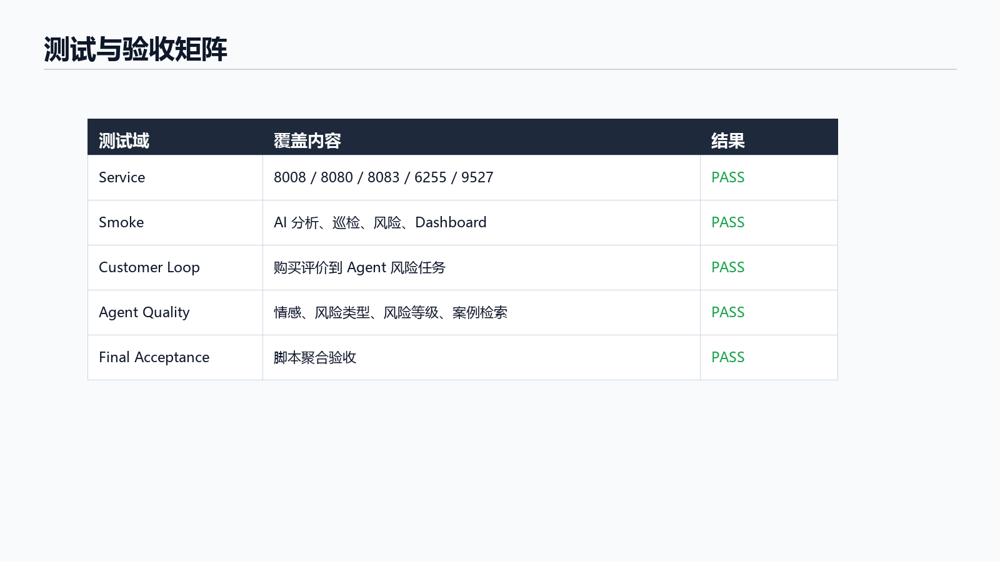 测试与验收矩阵
测试域 覆盖内容 结果
Service 8008 / 8080 / 8083 / 6255 / 9527 PASS
Smoke AI 分析、巡检、风险、Dashboard PASS
Customer Loop 购买评价到 Agent 风险任务 PASS
Agent Quality 情感、风险类型、风险等级、案例检索 PASS
Final Acceptance 脚本聚合验收 PASS